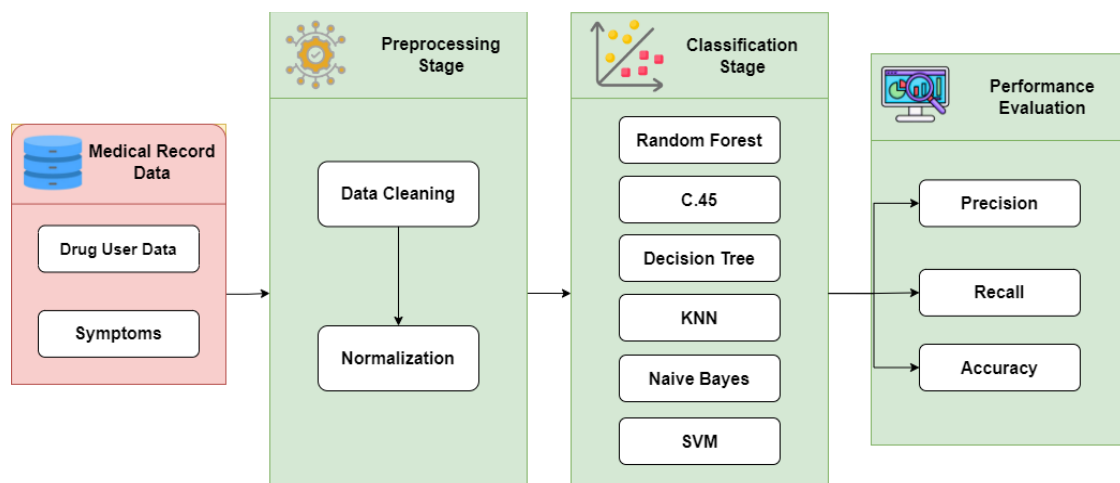 Medical Record
Data
Drug User Data
Symptoms
Preprocessing
Stage
Data Cleaning
Normalization
Classification
Stage
Random Forest
C.45
Decision Tree
KNN
Naive Bayes
SVM
Performance
Evaluation
Precision
Recall
Accuracy